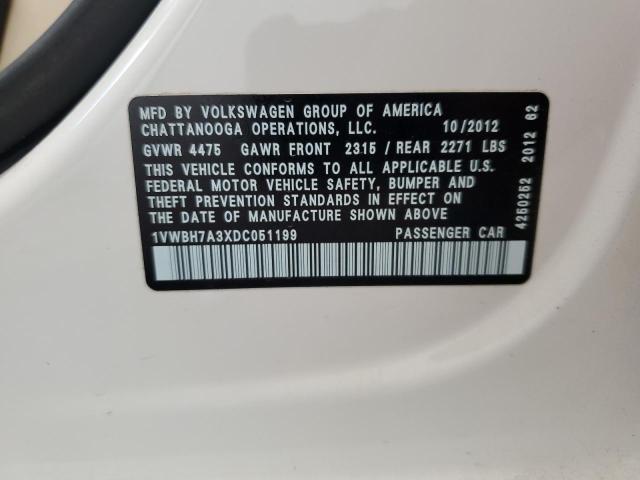 MFD BY VOLKSWAGEN GROUP OF AMERICA
CHATTANOOGA OPERATIONS, LLC. 10/2012
GVWR 4475 GAWR FRONT 2315 / REAR 2271 LBS
THIS VEHICLE CONFORMS TO ALL APPLICABLE U.S.
FEDERAL MOTOR VEHICLE SAFETY, BUMPER AND
THEFT PREVENTION STANDARDS IN EFFECT ON
THE DATE OF MANUFACTURE SHOWN ABOVE
1VWBH7A3XDC051199 PASSENGER CAR
4250252 2012 62